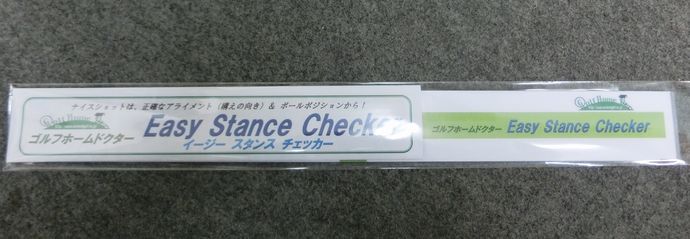 ナイスショットは、正確なアライメント（構えの向き）＆ ボールポジションから！
Golf Home Dr.
ゴルフホームドクター Easy Stance Checker
イージー スタンス チェッカー
ゴルフホームドクター Easy Stance Checker